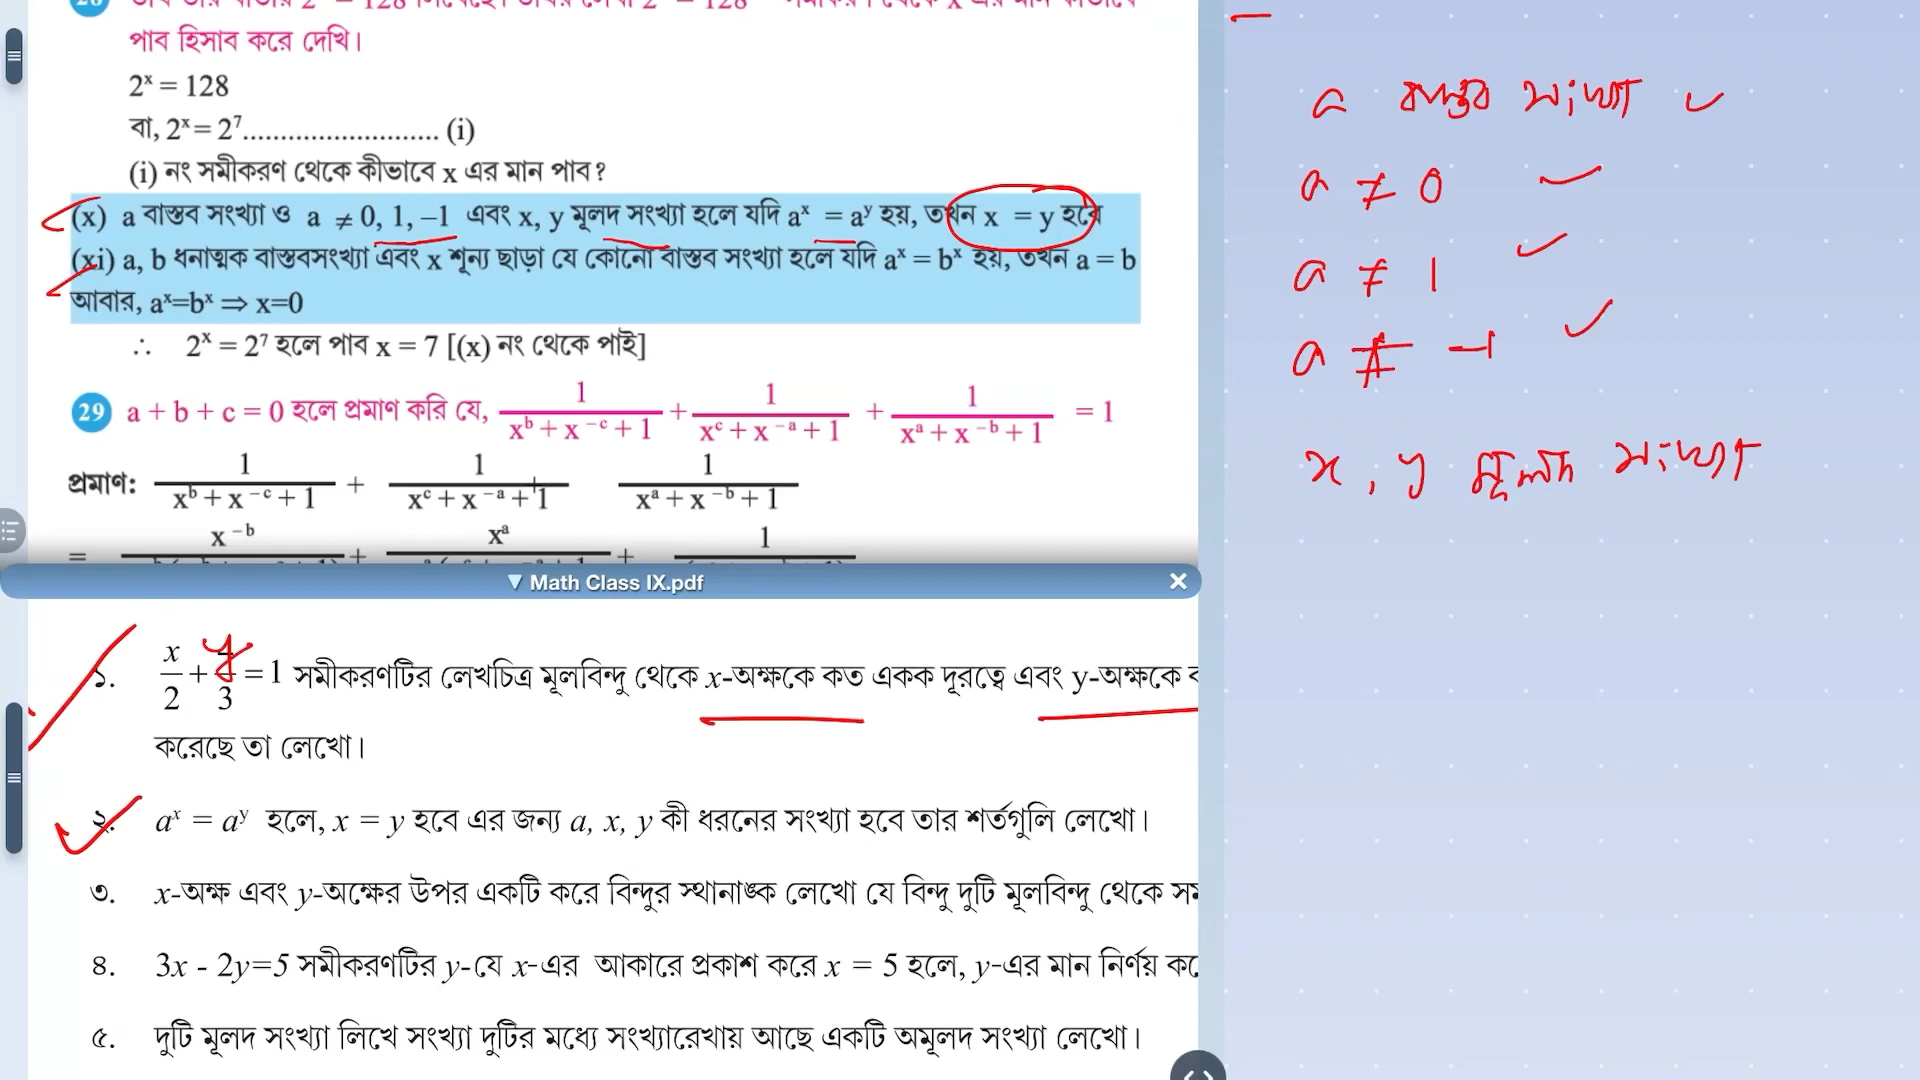 পাব হিসাব করে দেখি।
2ˣ = 128
বা, 2ˣ = 2⁷.......................... (i)
(i) নং সমীকরণ থেকে কীভাবে x এর মান পাব?
(x) a বাস্তব সংখ্যা ও a ≠ 0, 1, –1 এবং x, y মূলদ সংখ্যা হলে যদি aˣ = aʸ হয়, তখন x = y হবে
(xi) a, b ধনাত্মক বাস্তবসংখ্যা এবং x শূন্য ছাড়া যে কোনো বাস্তব সংখ্যা হলে যদি aˣ = bˣ হয়, তখন a = b
আবার, aˣ=bˣ ⇒ x=0
∴ 2ˣ = 2⁷ হলে পাব x = 7 [(x) নং থেকে পাই]
29 a + b + c = 0 হলে প্রমাণ করি যে, 1/(xᵇ + x⁻ᶜ + 1) + 1/(xᶜ + x⁻ᵃ + 1) + 1/(xᵃ + x⁻ᵇ + 1) = 1
প্রমাণ: 1/(xᵇ + x⁻ᶜ + 1) + 1/(xᶜ + x⁻ᵃ + 1) + 1/(xᵃ + x⁻ᵇ + 1)
= x⁻ᵇ + xᵃ + 1
▼ Math Class IX.pdf ✕
১. x/2 + y/3 = 1 সমীকরণটির লেখচিত্র মূলবিন্দু থেকে x-অক্ষকে কত একক দূরত্বে এবং y-অক্ষকে
করেছে তা লেখো।
২. aˣ = aʸ হলে, x = y হবে এর জন্য a, x, y কী ধরনের সংখ্যা হবে তার শর্তগুলি লেখো।
৩. x-অক্ষ এবং y-অক্ষের উপর একটি করে বিন্দুর স্থানাঙ্ক লেখো যে বিন্দু দুটি মূলবিন্দু থেকে
৪. 3x - 2y=5 সমীকরণটির y-যে x-এর আকারে প্রকাশ করে x = 5 হলে, y-এর মান নির্ণয়
৫. দুটি মূলদ সংখ্যা লিখে সংখ্যা দুটির মধ্যে সংখ্যারেখায় আছে একটি অমূলদ সংখ্যা লেখো।
a বাস্তব সংখ্যা ✓
a ≠ 0
a ≠ 1 ✓
a ≠ -1 ✓
x, y মূলদ সংখ্যা